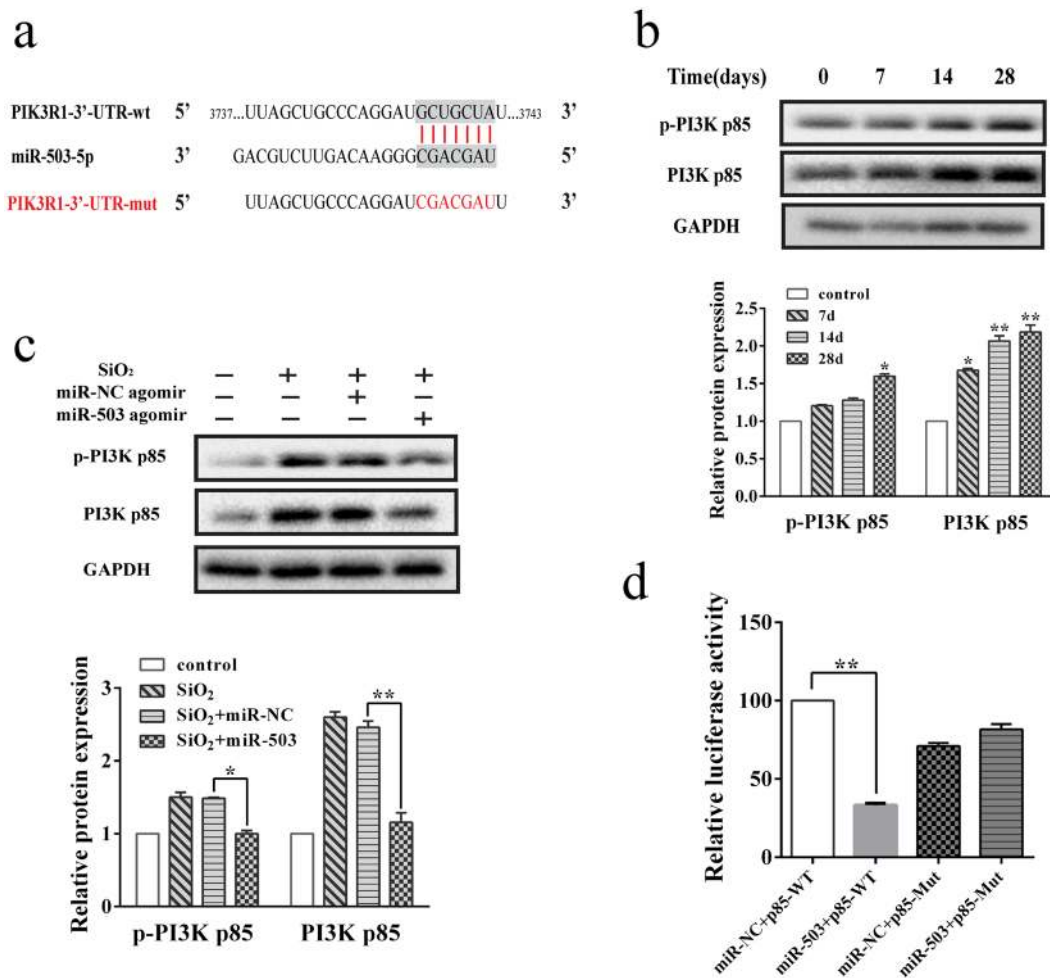 a
PIK3R1-3'-UTR-wt 5' 3737...UUAGCUGCCCAGGAUGCUGCUAU...3743 3'
miR-503-5p 3' GACGUCUUGACAAGGGCGACGAU 5'
PIK3R1-3'-UTR-mut 5' UUAGCUGCCCAGGAUCGACGAUU 3'
b
Time(days) 0 7 14 28
p-PI3K p85
PI3K p85
GAPDH
control
7d
14d
28d
Relative protein expression
2.5
2.0
1.5
1.0
0.5
0.0
* * ** **
p-PI3K p85 PI3K p85
c
SiO₂ – + + +
miR-NC agomir – – + –
miR-503 agomir – – – +
p-PI3K p85
PI3K p85
GAPDH
control
SiO₂
SiO₂+miR-NC
SiO₂+miR-503
Relative protein expression
3
2
1
0
* **
p-PI3K p85 PI3K p85
d
Relative luciferase activity
150
100
50
0
**
miR-NC+p85-WT
miR-503+p85-WT
miR-NC+p85-Mut
miR-503+p85-Mut